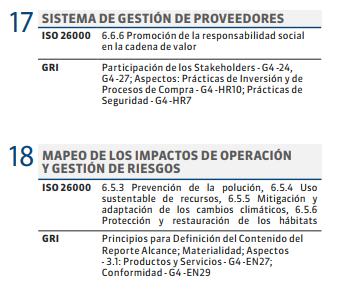 17 SISTEMA DE GESTIÓN DE PROVEEDORES
ISO 26000 6.6.6 Promoción de la responsabilidad social
en la cadena de valor
GRI Participación de los Stakeholders - G4 -24,
G4 -27; Aspectos: Prácticas de Inversión y de
Procesos de Compra - G4 -HR10; Prácticas de
Seguridad - G4 -HR7
18 MAPEO DE LOS IMPACTOS DE OPERACIÓN
Y GESTIÓN DE RIESGOS
ISO 26000 6.5.3 Prevención de la polución, 6.5.4 Uso
sustentable de recursos, 6.5.5 Mitigación y
adaptación de los cambios climáticos, 6.5.6
Protección y restauración de los hábitats
GRI Principios para Definición del Contenido del
Reporte Alcance; Materialidad; Aspectos
- 3.1: Productos y Servicios - G4 -EN27;
Conformidad - G4 -EN29